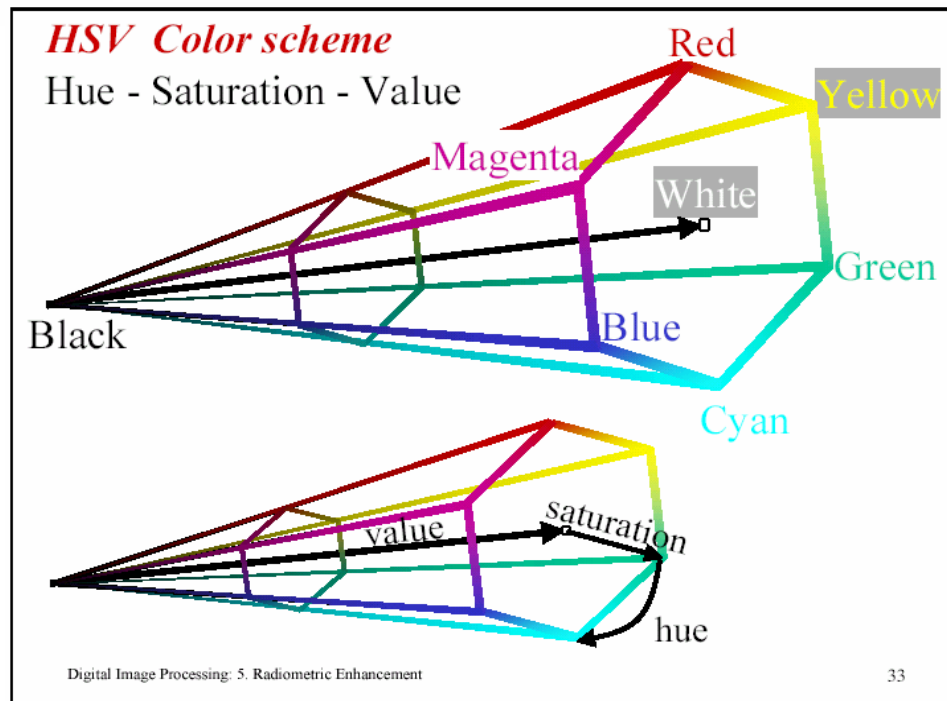 HSV Color scheme
Hue - Saturation - Value
Red
Yellow
Magenta
White
Green
Black
Blue
Cyan
saturation
value
hue
Digital Image Processing: 5. Radiometric Enhancement
33